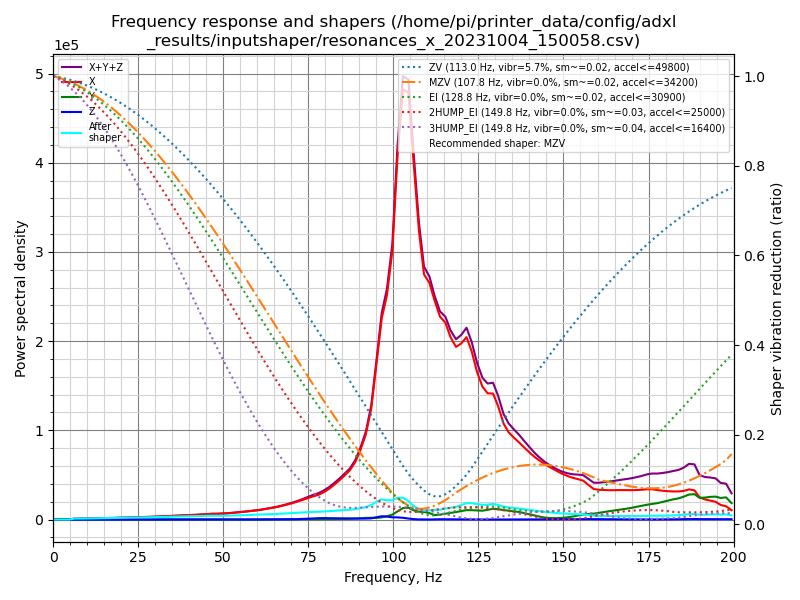 Frequency response and shapers (/home/pi/printer_data/config/adxl
_results/inputshaper/resonances_x_20231004_150058.csv)
1e5
X+Y+Z
X
Y
Z
After
shaper
ZV (113.0 Hz, vibr=5.7%, sm~=0.02, accel<=49800)
MZV (107.8 Hz, vibr=0.0%, sm~=0.02, accel<=34200)
EI (128.8 Hz, vibr=0.0%, sm~=0.02, accel<=30900)
2HUMP_EI (149.8 Hz, vibr=0.0%, sm~=0.03, accel<=25000)
3HUMP_EI (149.8 Hz, vibr=0.0%, sm~=0.04, accel<=16400)
Recommended shaper: MZV
5
4
3
2
1
0
Power spectral density
1.0
0.8
0.6
0.4
0.2
0.0
Shaper vibration reduction (ratio)
0 25 50 75 100 125 150 175 200
Frequency, Hz